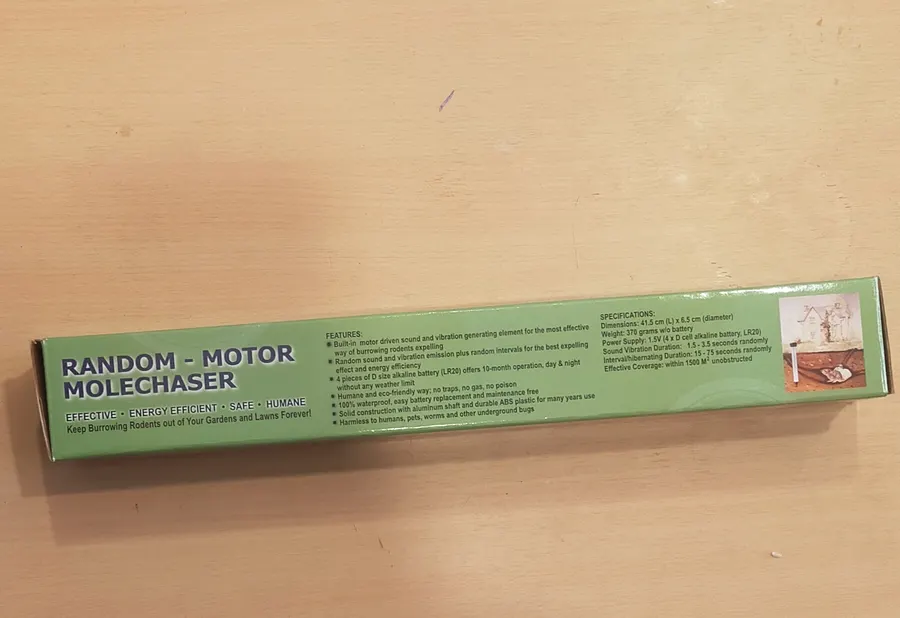 RANDOM - MOTOR
MOLECHASER
EFFECTIVE • ENERGY EFFICIENT • SAFE • HUMANE
Keep Burrowing Rodents out of Your Gardens and Lawns Forever!
FEATURES:
Built-in motor driven sound and vibration generating element for the most effective
way of burrowing rodents expelling
Random sound and vibration emission plus random intervals for the best expelling
effect and energy efficiency
4 pieces of D size alkaline battery (LR20) offers 10-month operation, day & night
without any weather limit
Humane and eco-friendly way; no traps, no gas, no poison
100% waterproof, easy battery replacement and maintenance free
Solid construction with aluminum shaft and durable ABS plastic for many years use
Harmless to humans, pets, worms and other underground bugs
SPECIFICATIONS:
Dimensions: 41.5 cm (L) x 6.5 cm (diameter)
Weight: 370 grams w/o battery
Power Supply: 1.5V (4 x D cell alkaline battery, LR20)
Sound Vibration Duration: 1.5 - 3.5 seconds randomly
Interval/hibernating Duration: 15 - 75 seconds randomly
Effective Coverage: within 1500 M² unobstructed